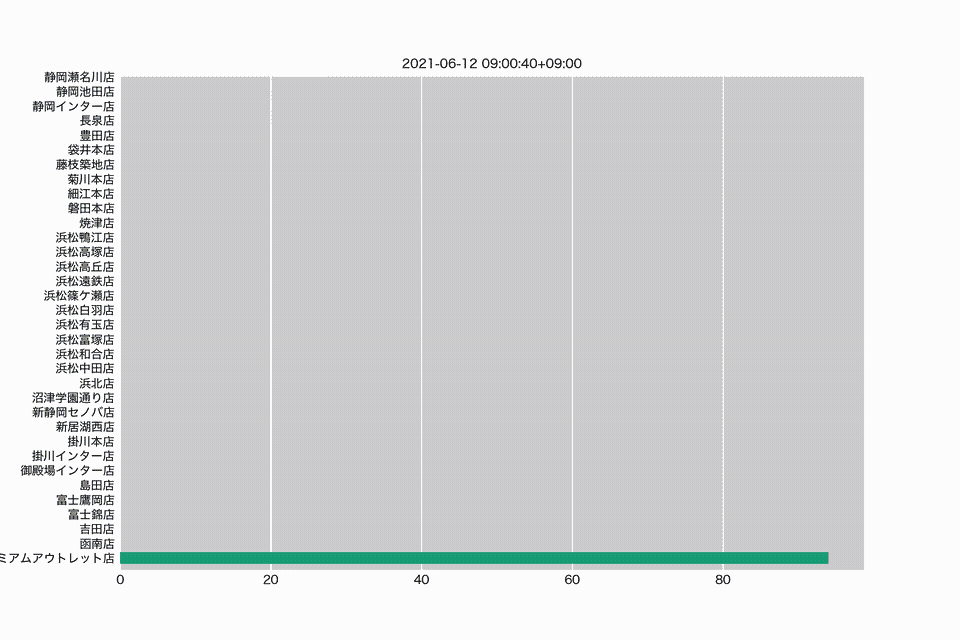 2021-06-12 09:00:40+09:00
静岡瀬名川店
静岡池田店
静岡インター店
長泉店
豊田店
袋井本店
藤枝築地店
菊川本店
細江本店
磐田本店
焼津店
浜松鴨江店
浜松高塚店
浜松高丘店
浜松遠鉄店
浜松篠ケ瀬店
浜松白羽店
浜松有玉店
浜松富塚店
浜松和合店
浜松中田店
浜北店
沼津学園通り店
新静岡セノバ店
新居湖西店
掛川本店
掛川インター店
御殿場インター店
島田店
富士鷹岡店
富士錦店
吉田店
函南店
ミアムアウトレット店
0 20 40 60 80